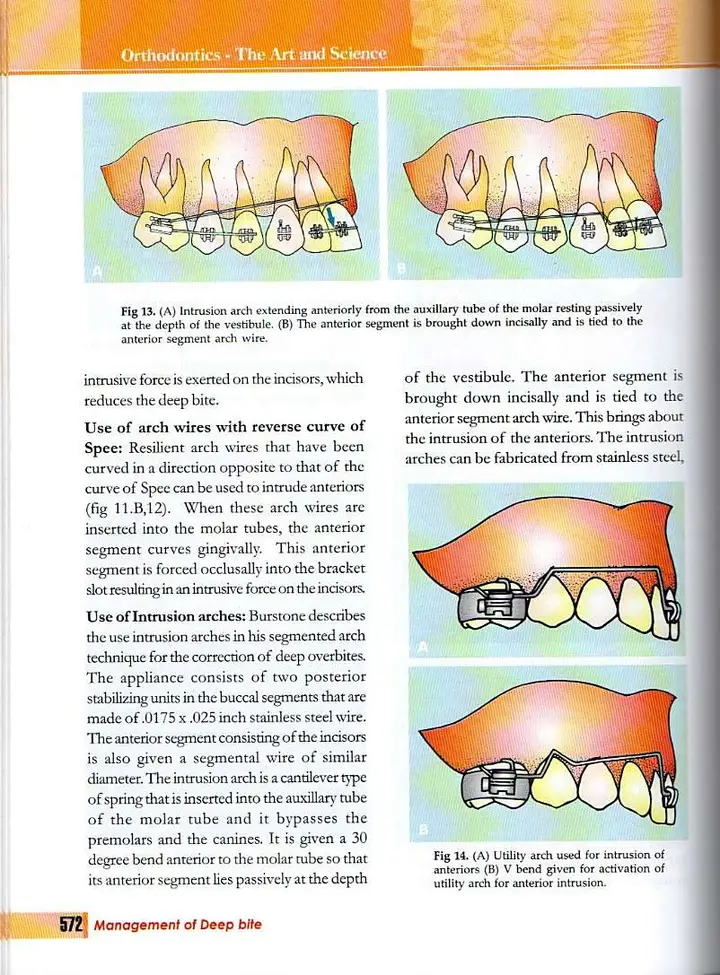 Orthodontics - The Art and Science
A
B
Fig 13. (A) Intrusion arch extending anteriorly from the auxillary tube of the molar resting passively
at the depth of the vestibule. (B) The anterior segment is brought down incisally and is tied to the
anterior segment arch wire.
intrusive force is exerted on the incisors, which
reduces the deep bite.
Use of arch wires with reverse curve of
Spee: Resilient arch wires that have been
curved in a direction opposite to that of the
curve of Spee can be used to intrude anteriors
(fig 11.B,12). When these arch wires are
inserted into the molar tubes, the anterior
segment curves gingivally. This anterior
segment is forced occlusally into the bracket
slot resulting in an intrusive force on the incisors.
Use of Intrusion arches: Burstone describes
the use intrusion arches in his segmented arch
technique for the correction of deep overbites.
The appliance consists of two posterior
stabilizing units in the buccal segments that are
made of .0175 x .025 inch stainless steel wire.
The anterior segment consisting of the incisors
is also given a segmental wire of similar
diameter. The intrusion arch is a cantilever type
of spring that is inserted into the auxillary tube
of the molar tube and it bypasses the
premolars and the canines. It is given a 30
degree bend anterior to the molar tube so that
its anterior segment lies passively at the depth
of the vestibule. The anterior segment is
brought down incisally and is tied to the
anterior segment arch wire. This brings about
the intrusion of the anteriors. The intrusion
arches can be fabricated from stainless steel,
A
B
Fig 14. (A) Utility arch used for intrusion of
anteriors (B) V bend given for activation of
utility arch for anterior intrusion.
572 Management of Deep bite